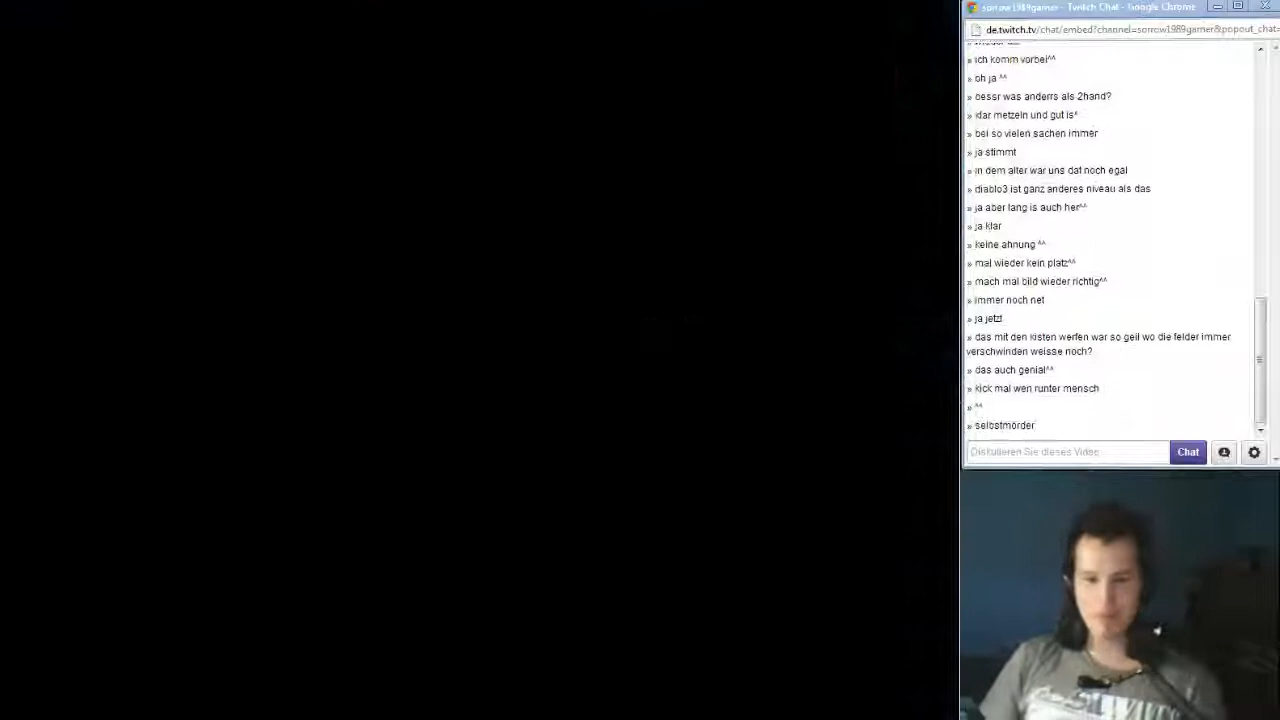 sorrow1989gamer - Twitch Chat - Google Chrome
de.twitch.tv/chat/embed?channel=sorrow1989gamer&popout_chat=
» ich komm vorbei^^
» oh ja ^^
» bessr was anderrs als 2hand?
» klar metzeln und gut is^
» bei so vielen sachen immer
» ja stimmt
» in dem alter war uns dat noch egal
» diablo3 ist ganz anderes niveau als das
» ja aber lang is auch her^^
» ja klar
» keine ahnung ^^
» mal wieder kein platz^^
» mach mal bild wieder richtig^^
» immer noch net
» ja jetzt
» das mit den kisten werfen war so geil wo die felder immer
verschwinden weisse noch?
» das auch genial^^
» kick mal wen runter mensch
» ^^
» selbstmörder
Diskutieren Sie dieses Video
Chat